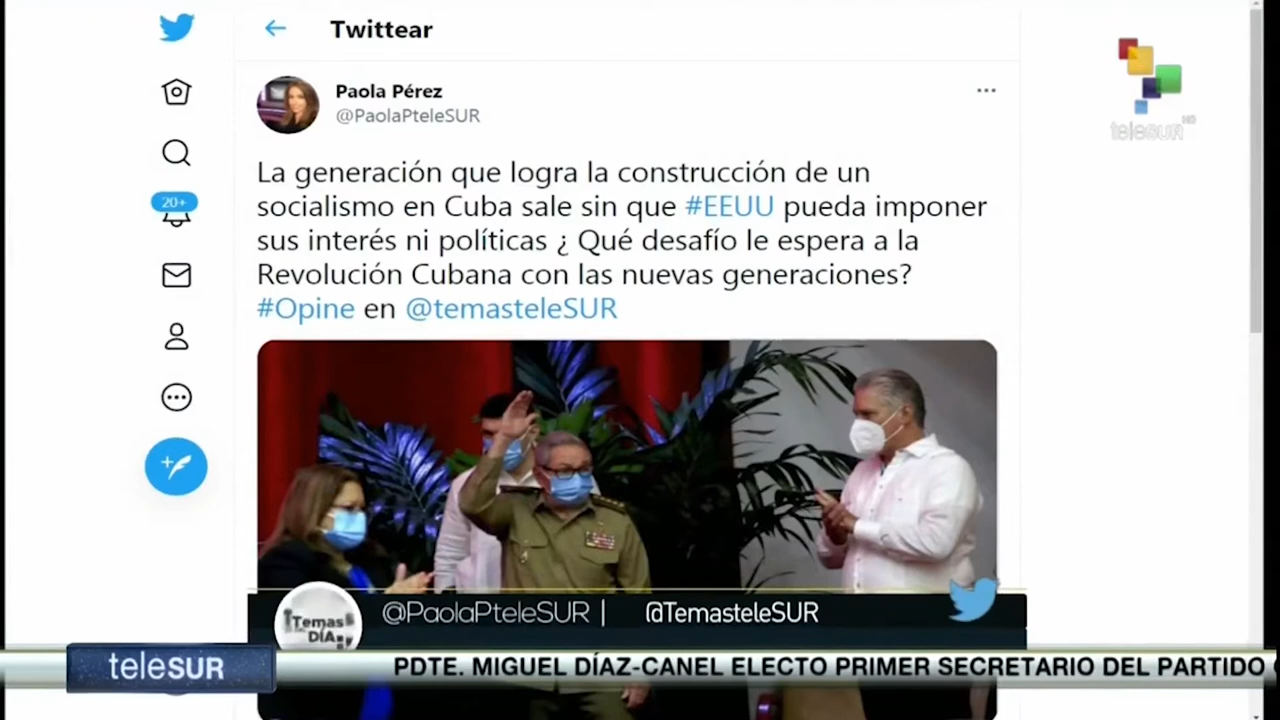 Twittear
Paola Pérez
@PaolaPteleSUR
teleSUR HD
20+
La generación que logra la construcción de un
socialismo en Cuba sale sin que #EEUU pueda imponer
sus interés ni políticas ¿ Qué desafío le espera a la
Revolución Cubana con las nuevas generaciones?
#Opine en @temasteleSUR
Temas
DÍA
@PaolaPteleSUR | @TemasteleSUR
teleSUR
PDTE. MIGUEL DÍAZ-CANEL ELECTO PRIMER SECRETARIO DEL PARTIDO